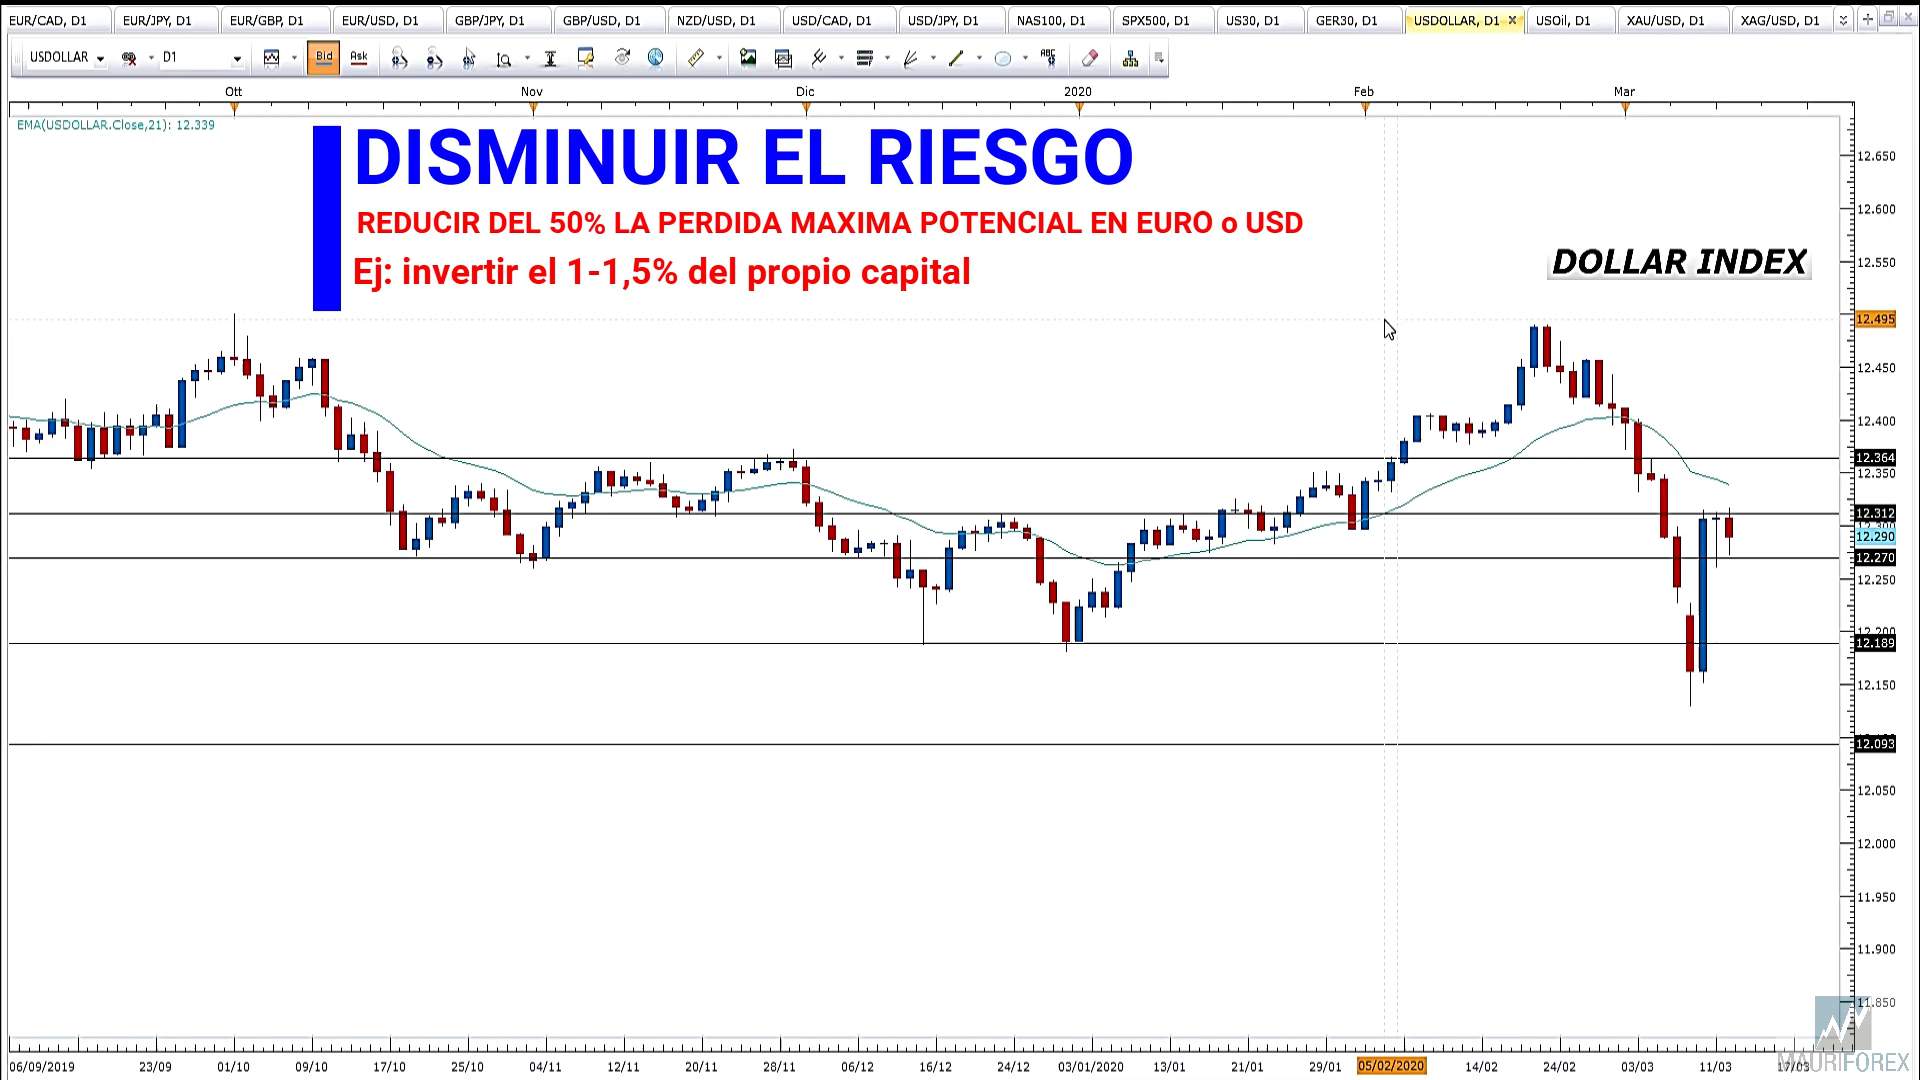 EUR/CAD, D1 EUR/JPY, D1 EUR/GBP, D1 EUR/USD, D1 GBP/JPY, D1 GBP/USD, D1 NZD/USD, D1 USD/CAD, D1 USD/JPY, D1 NAS100, D1 SPX500, D1 US30, D1 GER30, D1 USDOLLAR, D1 USOil, D1 XAU/USD, D1 XAG/USD, D1
USDOLLAR D1 Bid Ask ABC
Ott Nov Dic 2020 Feb Mar
EMA(USDOLLAR.Close,21): 12.339
DISMINUIR EL RIESGO
REDUCIR DEL 50% LA PERDIDA MAXIMA POTENCIAL EN EURO o USD
Ej: invertir el 1-1,5% del propio capital
DOLLAR INDEX
12.650
12.600
12.550
12.495
12.450
12.400
12.364
12.350
12.312
12.300
12.290
12.270
12.250
12.200
12.189
12.150
12.093
12.050
12.000
11.950
11.900
11.850
06/09/2019 23/09 01/10 09/10 17/10 25/10 04/11 12/11 20/11 28/11 06/12 16/12 24/12 03/01/2020 13/01 21/01 29/01 05/02/2020 14/02 24/02 03/03 11/03 17/03
MAURIFOREX